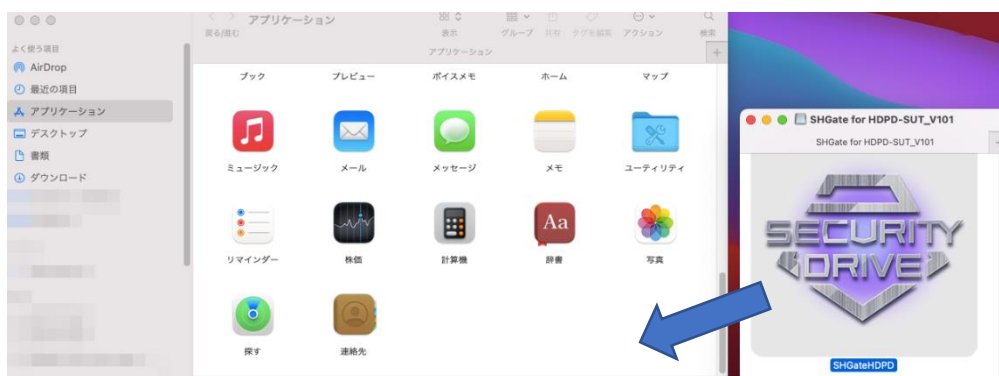 アプリケーション
戻る/進む
表示
グループ 共有 タグを編集 アクション 検索
アプリケーション
よく使う項目
AirDrop
最近の項目
アプリケーション
デスクトップ
書類
ダウンロード
ブック プレビュー ボイスメモ ホーム マップ
ミュージック メール メッセージ メモ ユーティリティ
Aa
リマインダー 株価 計算機 辞書 写真
探す 連絡先
SHGate for HDPD-SUT_V101
SHGate for HDPD-SUT_V101
SECURITY
DRIVE
SHGateHDPD